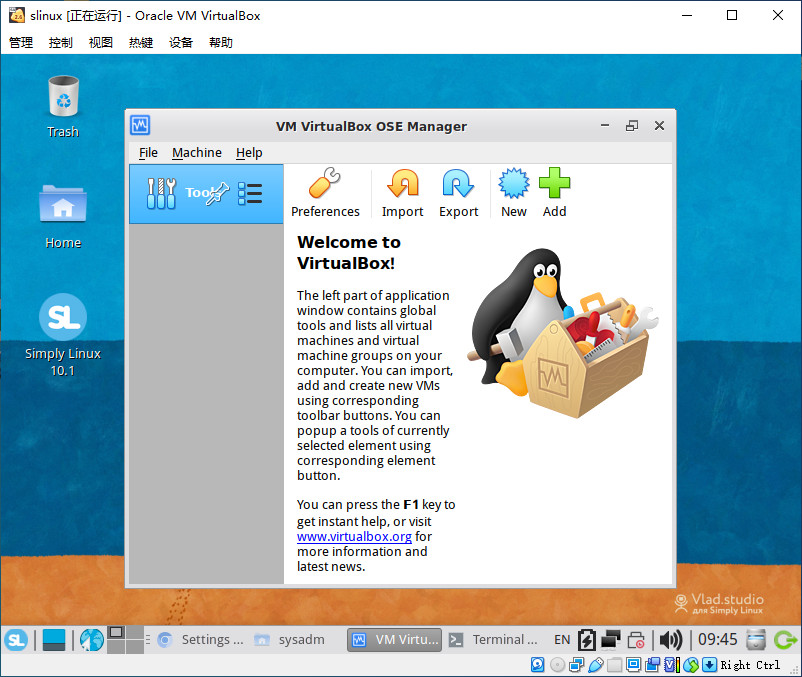 slinux [正在运行] - Oracle VM VirtualBox
管理 控制 视图 热键 设备 帮助
Trash
Home
SL
Simply Linux
10.1
VM VirtualBox OSE Manager
File Machine Help
Tools
Preferences Import Export New Add
Welcome to
VirtualBox!
The left part of application
window contains global
tools and lists all virtual
machines and virtual
machine groups on your
computer. You can import,
add and create new VMs
using corresponding
toolbar buttons. You can
popup a tools of currently
selected element using
corresponding element
button.
You can press the F1 key to
get instant help, or visit
www.virtualbox.org for
more information and
latest news.
Vlad.studio
для Simply Linux
SL Settings ... sysadm VM Virtu... Terminal ... EN 09:45
Right Ctrl